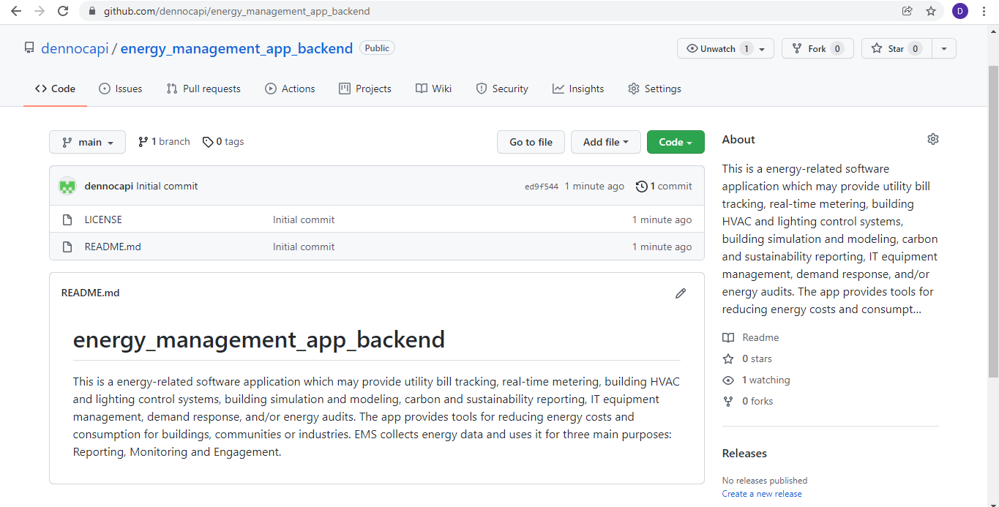 github.com/dennocapi/energy_management_app_backend
D
dennocapi / energy_management_app_backend Public
Unwatch 1 Fork 0 Star 0
Code Issues Pull requests Actions Projects Wiki Security Insights Settings
main 1 branch 0 tags Go to file Add file Code
dennocapi Initial commit ed9f544 1 minute ago 1 commit
LICENSE Initial commit 1 minute ago
README.md Initial commit 1 minute ago
README.md
energy_management_app_backend
This is a energy-related software application which may provide utility bill tracking, real-time metering, building HVAC
and lighting control systems, building simulation and modeling, carbon and sustainability reporting, IT equipment
management, demand response, and/or energy audits. The app provides tools for reducing energy costs and
consumption for buildings, communities or industries. EMS collects energy data and uses it for three main purposes:
Reporting, Monitoring and Engagement.
About
This is a energy-related software
application which may provide utility bill
tracking, real-time metering, building
HVAC and lighting control systems,
building simulation and modeling, carbon
and sustainability reporting, IT equipment
management, demand response, and/or
energy audits. The app provides tools for
reducing energy costs and consumpt...
Readme
0 stars
1 watching
0 forks
Releases
No releases published
Create a new release